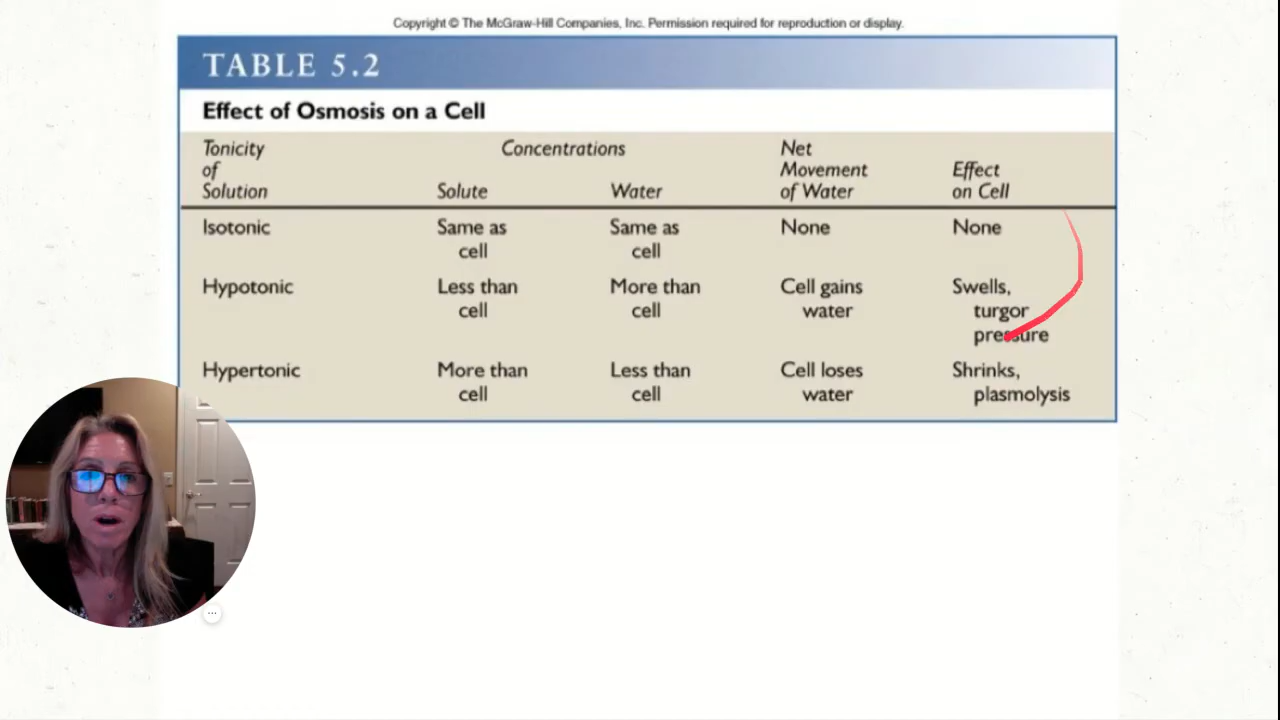 Copyright © The McGraw-Hill Companies, Inc. Permission required for reproduction or display.
TABLE 5.2
Effect of Osmosis on a Cell
Tonicity of Solution
Concentrations
Solute
Water
Net Movement of Water
Effect on Cell
Isotonic
Same as cell
Same as cell
None
None
Hypotonic
Less than cell
More than cell
Cell gains water
Swells, turgor pressure
Hypertonic
More than cell
Less than cell
Cell loses water
Shrinks, plasmolysis